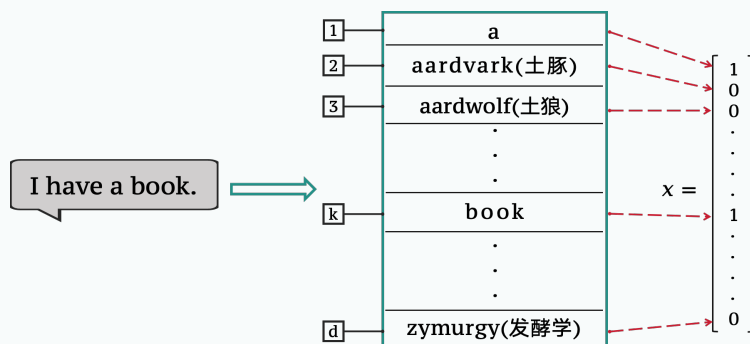 1 a 1
2 aardvark(土豚) 0
3 aardwolf(土狼) 0
I have a book.
x =
k book 1
d zymurgy(发酵学) 0